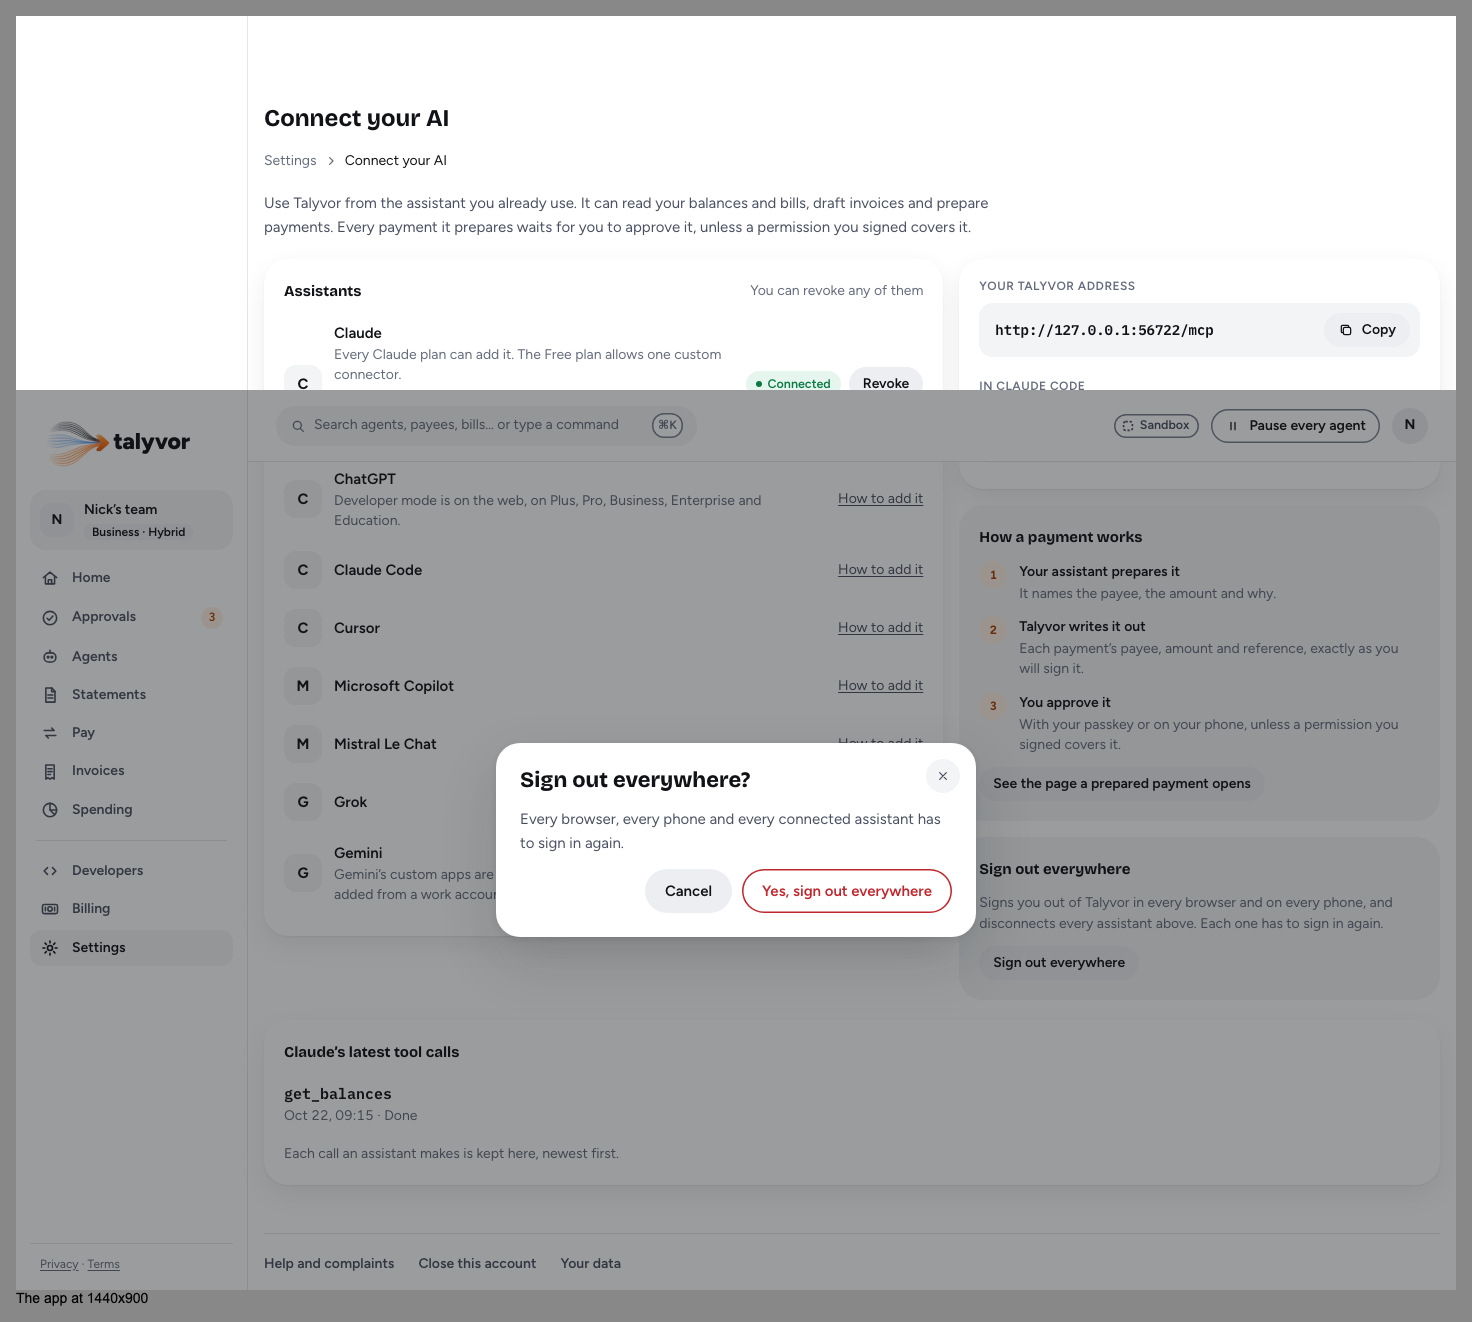 Connect your AI
Settings > Connect your AI
Use Talyvor from the assistant you already use. It can read your balances and bills, draft invoices and prepare
payments. Every payment it prepares waits for you to approve it, unless a permission you signed covers it.
Assistants
You can revoke any of them
Claude
Every Claude plan can add it. The Free plan allows one custom
connector.
C
Connected
Revoke
YOUR TALYVOR ADDRESS
http://127.0.0.1:56722/mcp
Copy
IN CLAUDE CODE
talyvor
Search agents, payees, bills... or type a command
⌘K
Sandbox
Pause every agent
N
N
Nick's team
Business · Hybrid
Home
Approvals
3
Agents
Statements
Pay
Invoices
Spending
Developers
Billing
Settings
Privacy · Terms
C
ChatGPT
Developer mode is on the web, on Plus, Pro, Business, Enterprise and
Education.
How to add it
C
Claude Code
How to add it
C
Cursor
How to add it
M
Microsoft Copilot
How to add it
M
Mistral Le Chat
How to add it
G
Grok
G
Gemini
Gemini's custom apps are
added from a work accoun
How a payment works
1
Your assistant prepares it
It names the payee, the amount and why.
2
Talyvor writes it out
Each payment's payee, amount and reference, exactly as you
will sign it.
3
You approve it
With your passkey or on your phone, unless a permission you
signed covers it.
See the page a prepared payment opens
Sign out everywhere
Signs you out of Talyvor in every browser and on every phone, and
disconnects every assistant above. Each one has to sign in again.
Sign out everywhere
Sign out everywhere?
Every browser, every phone and every connected assistant has
to sign in again.
Cancel
Yes, sign out everywhere
Claude's latest tool calls
get_balances
Oct 22, 09:15 · Done
Each call an assistant makes is kept here, newest first.
Help and complaints
Close this account
Your data
The app at 1440x900